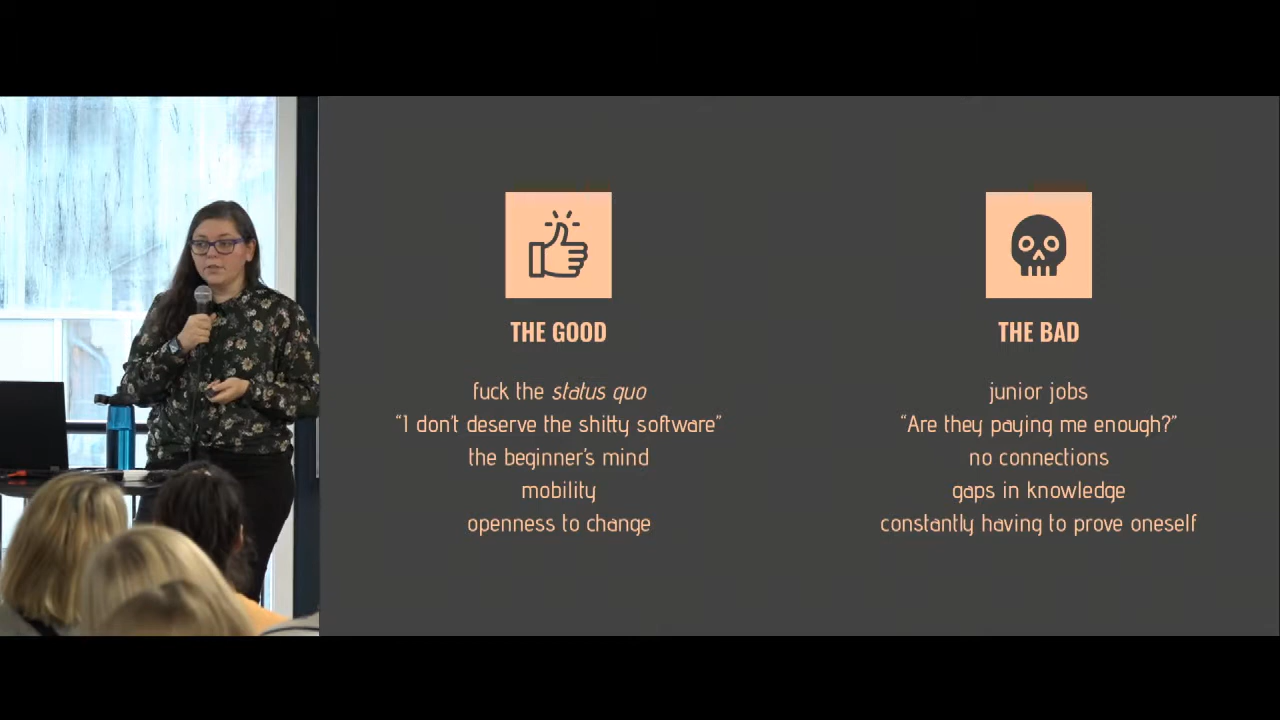 THE GOOD
fuck the status quo
“I don’t deserve the shitty software”
the beginner’s mind
mobility
openness to change
THE BAD
junior jobs
“Are they paying me enough?”
no connections
gaps in knowledge
constantly having to prove oneself